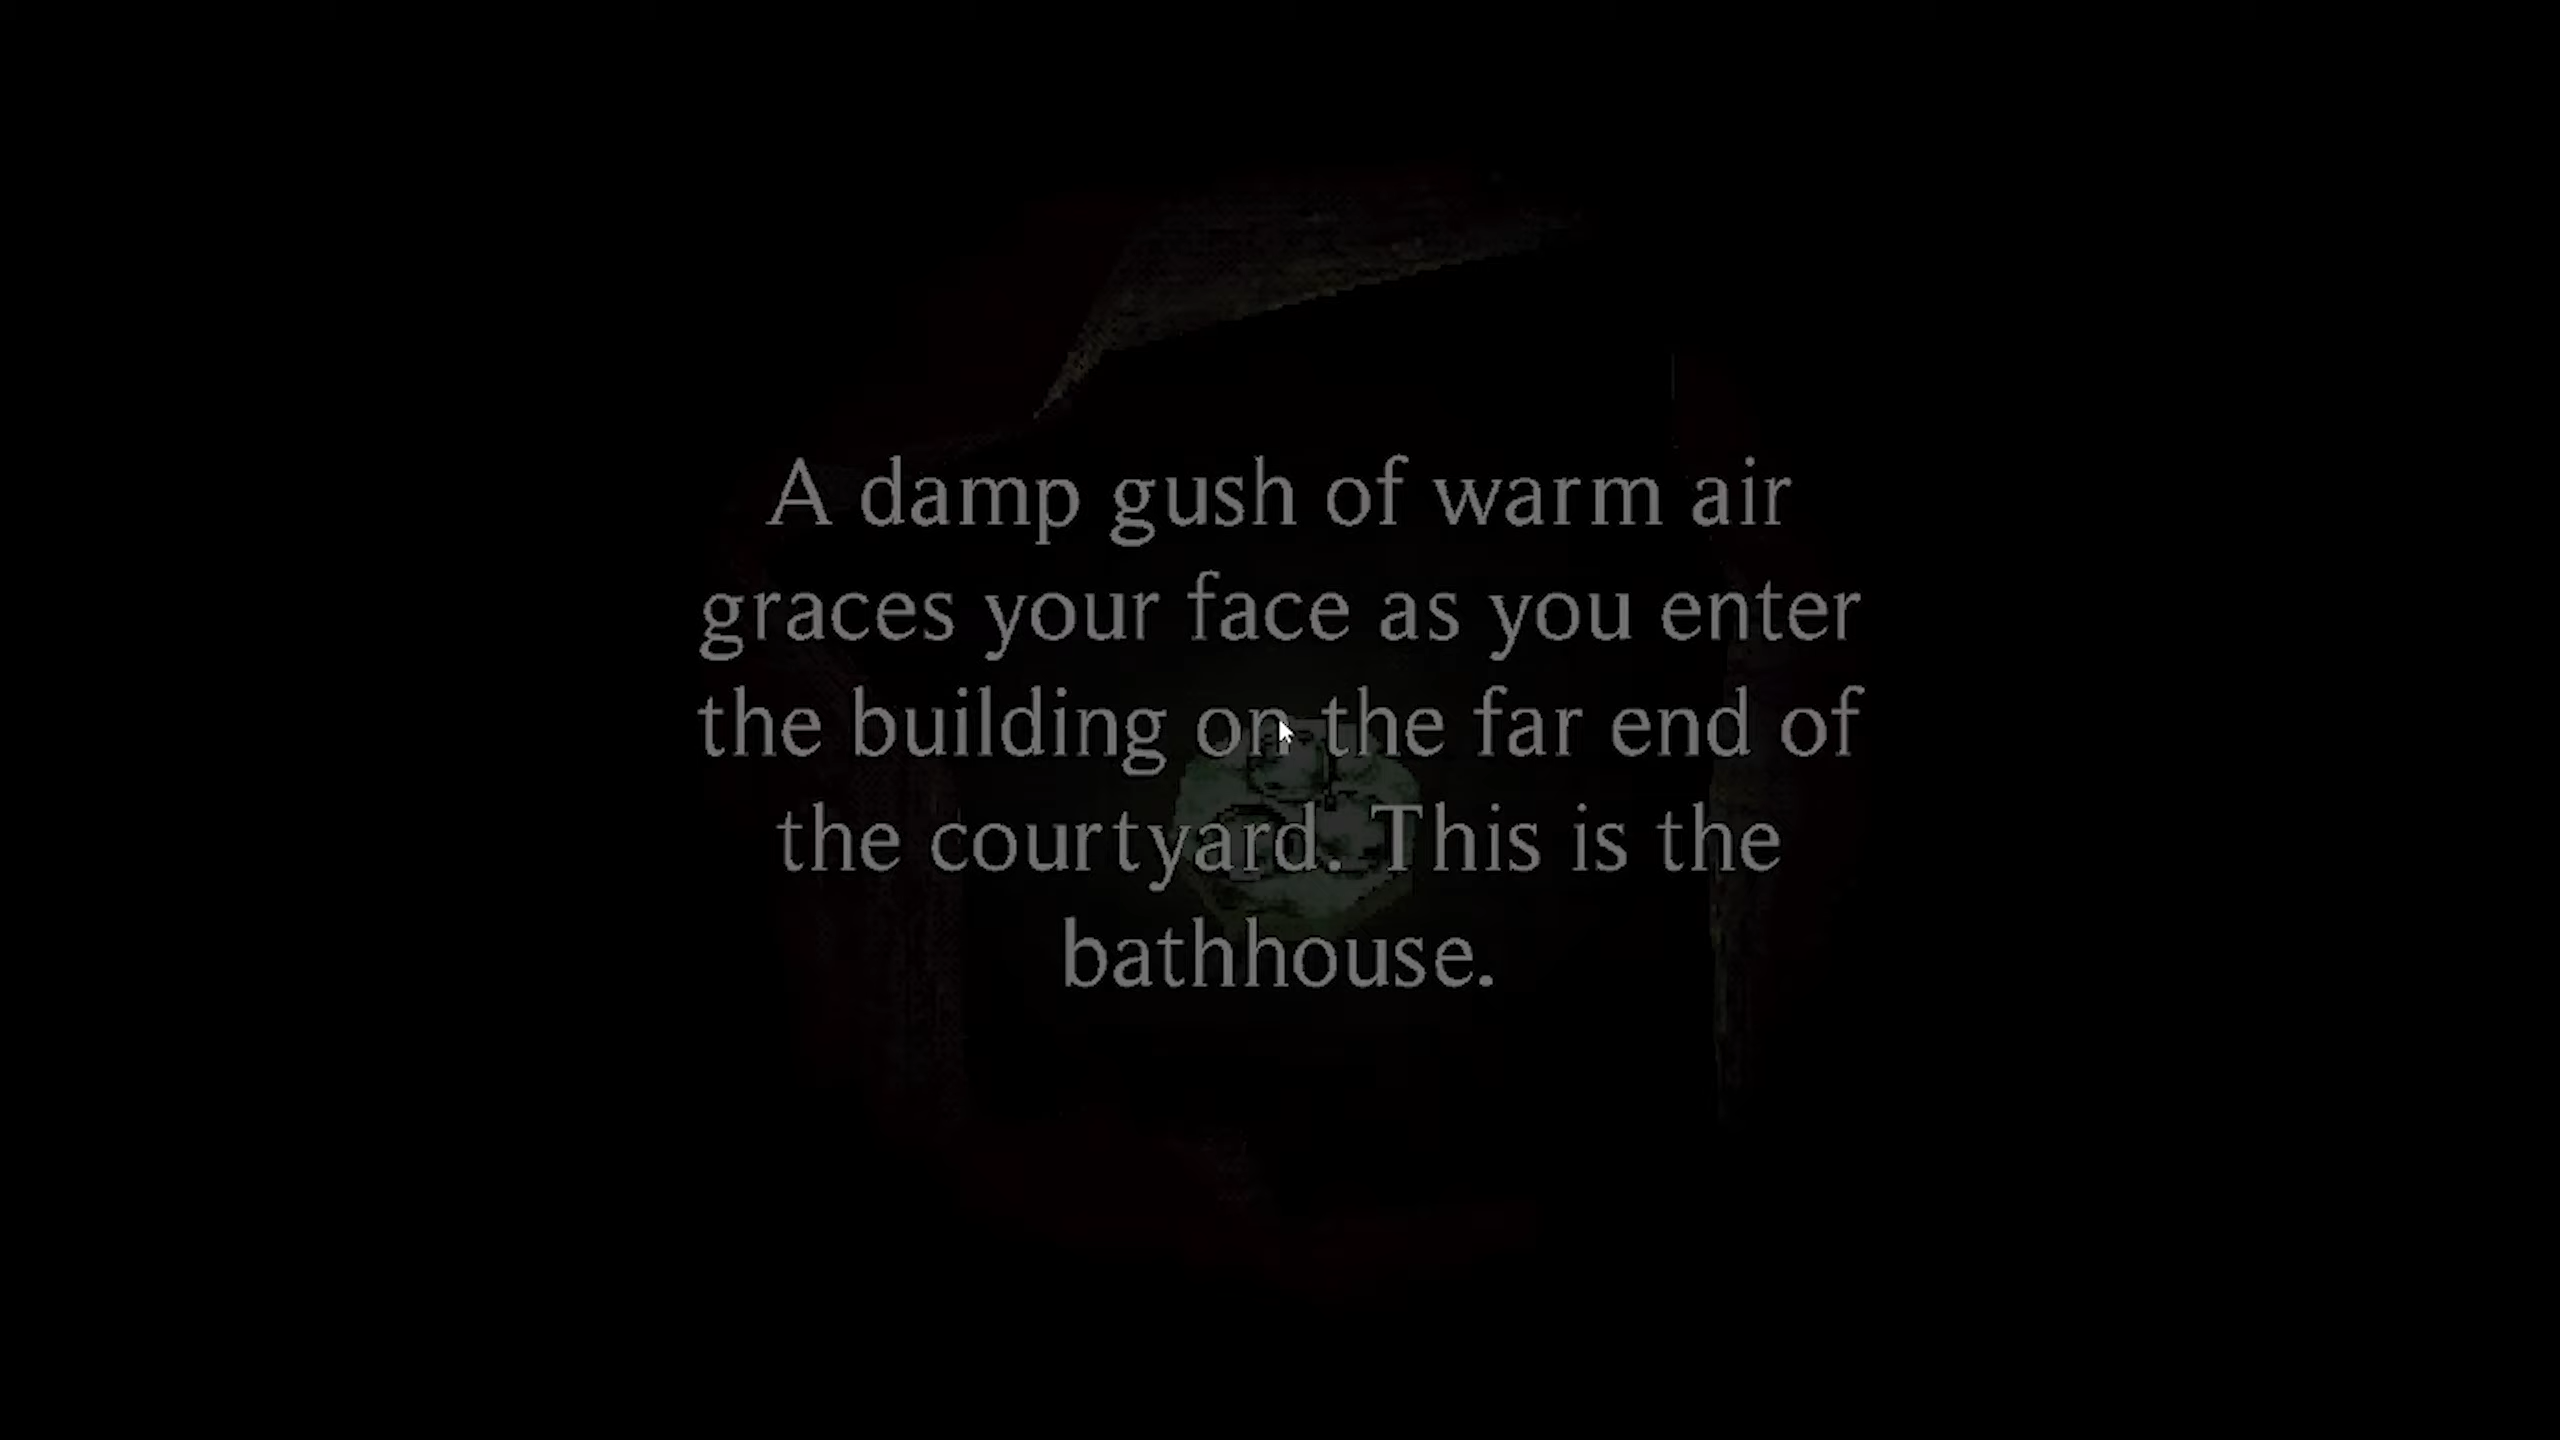 A damp gush of warm air
graces your face as you enter
the building on the far end of
the courtyard. This is the
bathhouse.